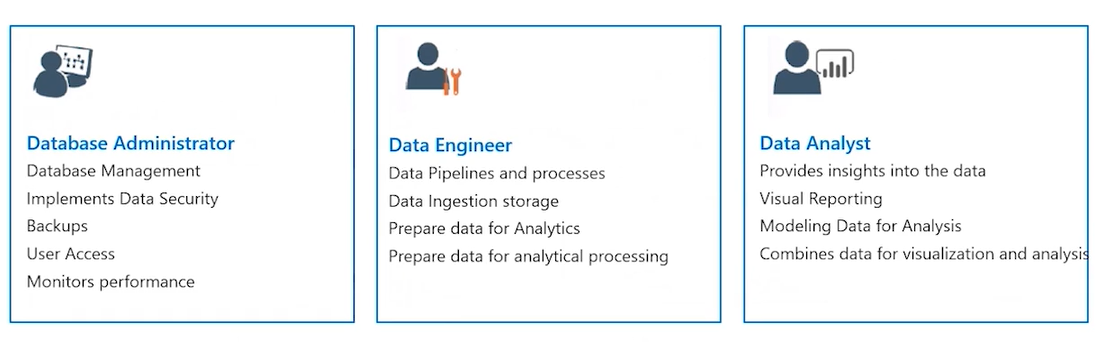 Database Administrator
Database Management
Implements Data Security
Backups
User Access
Monitors performance
Data Engineer
Data Pipelines and processes
Data Ingestion storage
Prepare data for Analytics
Prepare data for analytical processing
Data Analyst
Provides insights into the data
Visual Reporting
Modeling Data for Analysis
Combines data for visualization and analysis